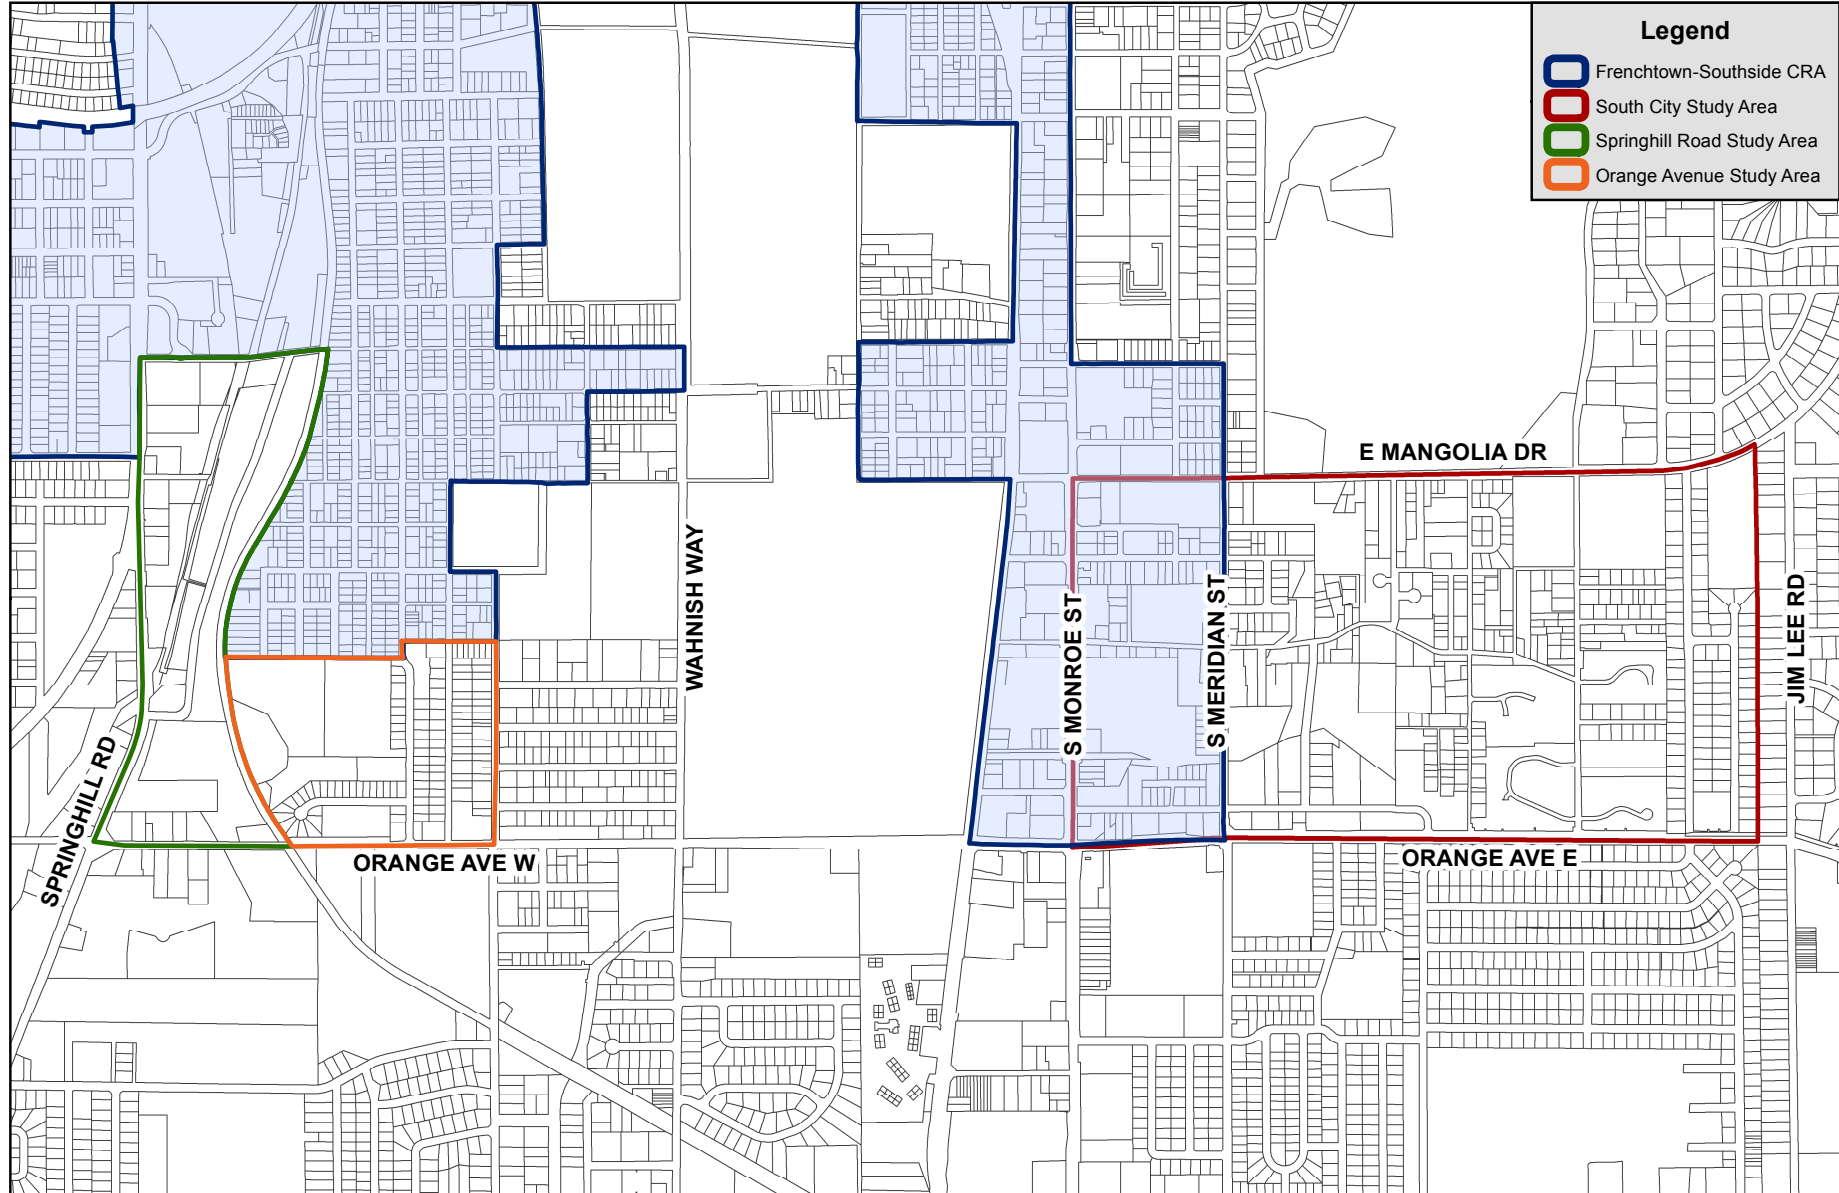 Legend
Frenchtown-Southside CRA
South City Study Area
Springhill Road Study Area
Orange Avenue Study Area
E MANGOLIA DR
WAHNISH WAY
S MONROE ST
S MERIDIAN ST
JIM LEE RD
SPRINGHILL RD
ORANGE AVE W
ORANGE AVE E